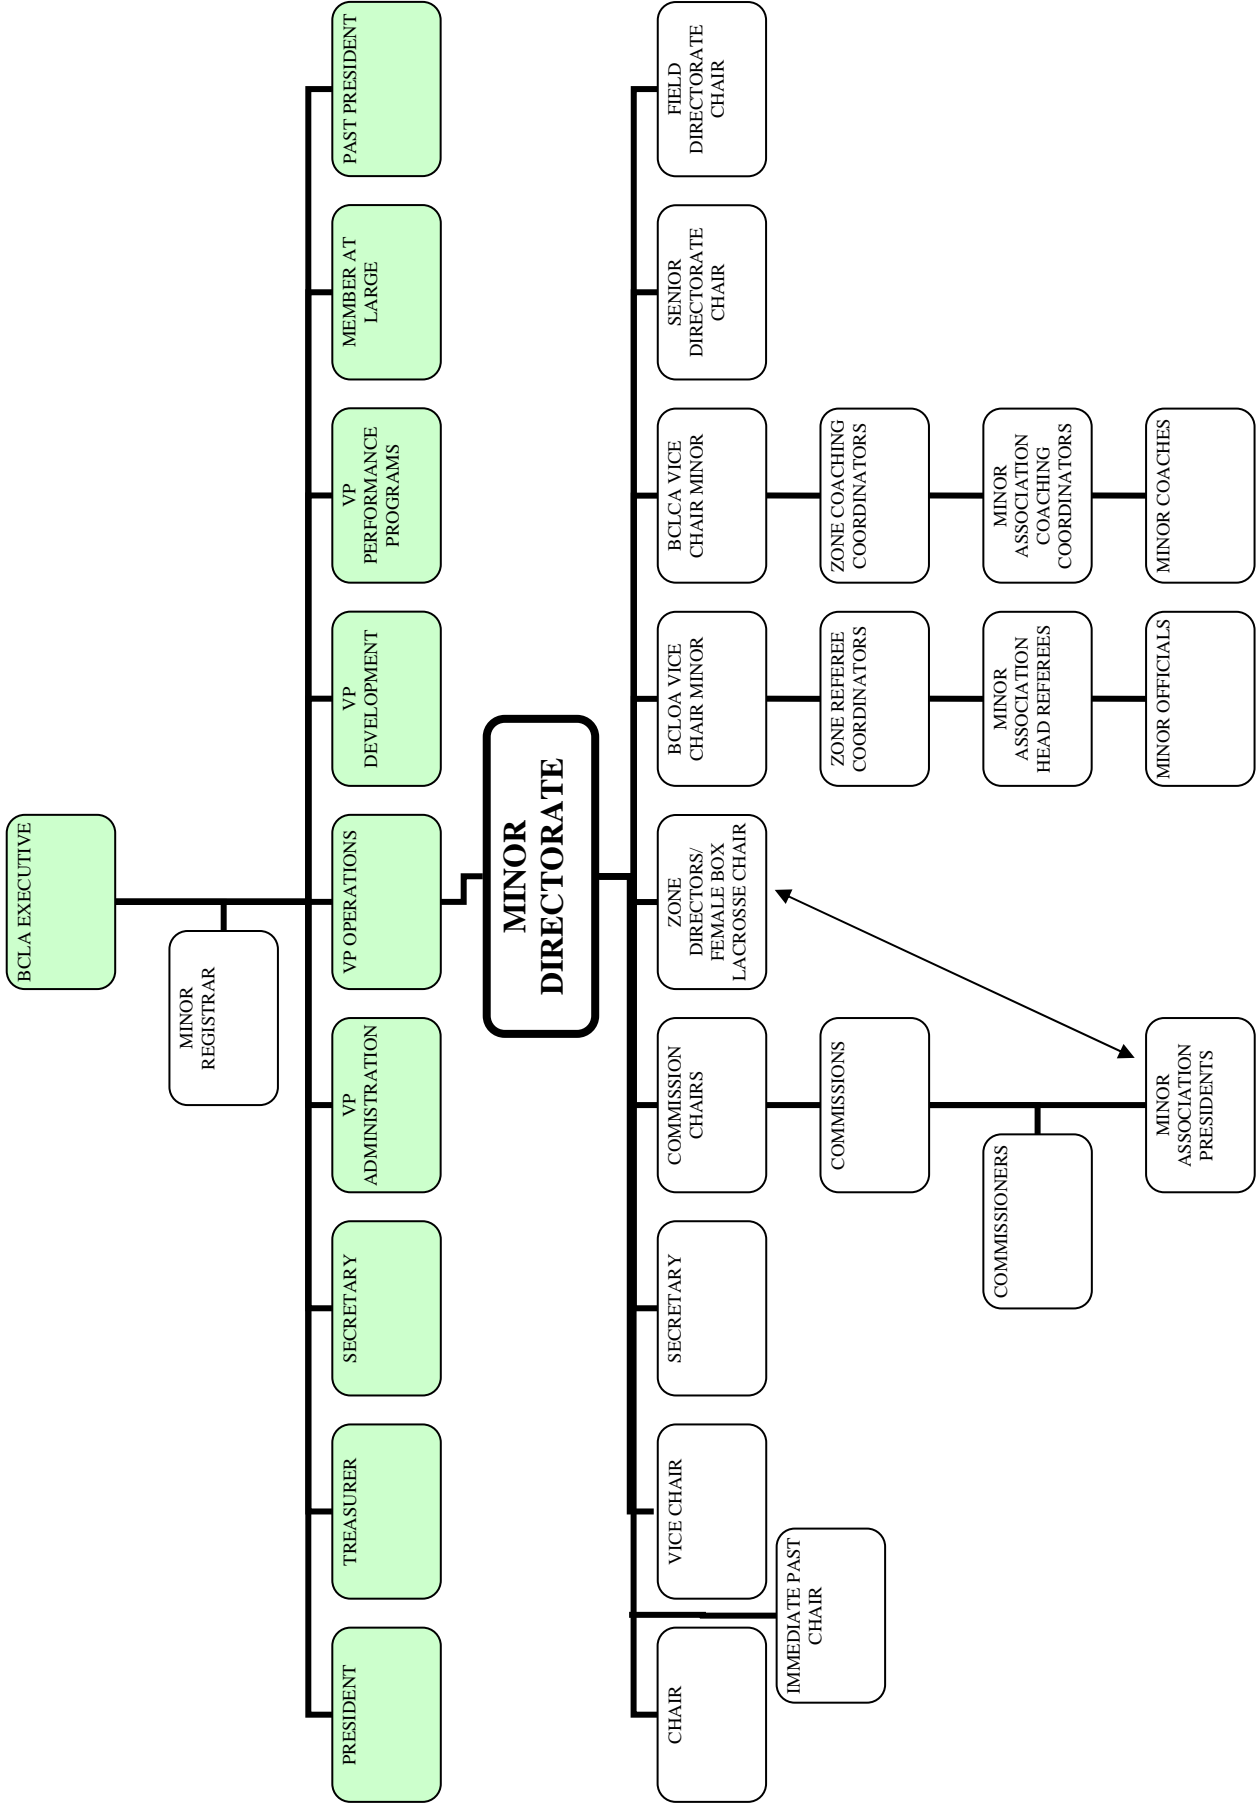 BCLA EXECUTIVE
MINOR
REGISTRAR
PRESIDENT
TREASURER
SECRETARY
VP
ADMINISTRATION
VP OPERATIONS
VP
DEVELOPMENT
VP
PERFORMANCE
PROGRAMS
MEMBER AT
LARGE
PAST PRESIDENT
MINOR
DIRECTORATE
CHAIR
IMMEDIATE PAST
CHAIR
VICE CHAIR
SECRETARY
COMMISSION
CHAIRS
ZONE
DIRECTORS/
FEMALE BOX
LACROSSE CHAIR
BCLOA VICE
CHAIR MINOR
BCLCA VICE
CHAIR MINOR
SENIOR
DIRECTORATE
CHAIR
FIELD
DIRECTORATE
CHAIR
COMMISSIONS
ZONE REFEREE
COORDINATORS
ZONE COACHING
COORDINATORS
COMMISSIONERS
MINOR
ASSOCIATION
HEAD REFEREES
MINOR
ASSOCIATION
COACHING
COORDINATORS
MINOR
ASSOCIATION
PRESIDENTS
MINOR OFFICIALS
MINOR COACHES